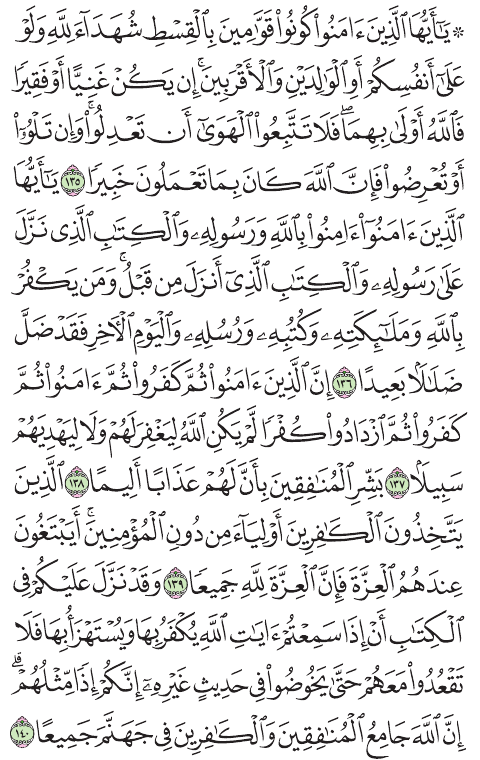 ۞ يَـٰٓأَيُّهَا ٱلَّذِينَ ءَامَنُوا۟ كُونُوا۟ قَوَّٰمِينَ بِٱلْقِسْطِ شُهَدَآءَ لِلَّهِ وَلَوْ
عَلَىٰٓ أَنفُسِكُمْ أَوِ ٱلْوَٰلِدَيْنِ وَٱلْأَقْرَبِينَ ۚ إِن يَكُنْ غَنِيًّا أَوْ فَقِيرًا
فَٱللَّهُ أَوْلَىٰ بِهِمَا ۖ فَلَا تَتَّبِعُوا۟ ٱلْهَوَىٰٓ أَن تَعْدِلُوا۟ ۚ وَإِن تَلْوُۥٓا۟
أَوْ تُعْرِضُوا۟ فَإِنَّ ٱللَّهَ كَانَ بِمَا تَعْمَلُونَ خَبِيرًا ١٣٥ يَـٰٓأَيُّهَا
ٱلَّذِينَ ءَامَنُوٓا۟ ءَامِنُوا۟ بِٱللَّهِ وَرَسُولِهِۦ وَٱلْكِتَـٰبِ ٱلَّذِى نَزَّلَ
عَلَىٰ رَسُولِهِۦ وَٱلْكِتَـٰبِ ٱلَّذِىٓ أَنزَلَ مِن قَبْلُ ۚ وَمَن يَكْفُرْ
بِٱللَّهِ وَمَلَـٰٓئِكَتِهِۦ وَكُتُبِهِۦ وَرُسُلِهِۦ وَٱلْيَوْمِ ٱلْـَٔاخِرِ فَقَدْ ضَلَّ
ضَلَـٰلًۢا بَعِيدًا ١٣٦ إِنَّ ٱلَّذِينَ ءَامَنُوا۟ ثُمَّ كَفَرُوا۟ ثُمَّ ءَامَنُوا۟ ثُمَّ
كَفَرُوا۟ ثُمَّ ٱزْدَادُوا۟ كُفْرًا لَّمْ يَكُنِ ٱللَّهُ لِيَغْفِرَ لَهُمْ وَلَا لِيَهْدِيَهُمْ
سَبِيلًۢا ١٣٧ بَشِّرِ ٱلْمُنَـٰفِقِينَ بِأَنَّ لَهُمْ عَذَابًا أَلِيمًا ١٣٨ ٱلَّذِينَ
يَتَّخِذُونَ ٱلْكَـٰفِرِينَ أَوْلِيَآءَ مِن دُونِ ٱلْمُؤْمِنِينَ ۚ أَيَبْتَغُونَ
عِندَهُمُ ٱلْعِزَّةَ فَإِنَّ ٱلْعِزَّةَ لِلَّهِ جَمِيعًا ١٣٩ وَقَدْ نَزَّلَ عَلَيْكُمْ فِى
ٱلْكِتَـٰبِ أَنْ إِذَا سَمِعْتُمْ ءَايَـٰتِ ٱللَّهِ يُكْفَرُ بِهَا وَيُسْتَهْزَأُ بِهَا فَلَا
تَقْعُدُوا۟ مَعَهُمْ حَتَّىٰ يَخُوضُوا۟ فِى حَدِيثٍ غَيْرِهِۦٓ ۚ إِنَّكُمْ إِذًا مِّثْلُهُمْ ۗ
إِنَّ ٱللَّهَ جَامِعُ ٱلْمُنَـٰفِقِينَ وَٱلْكَـٰفِرِينَ فِى جَهَنَّمَ جَمِيعًا ١٤٠